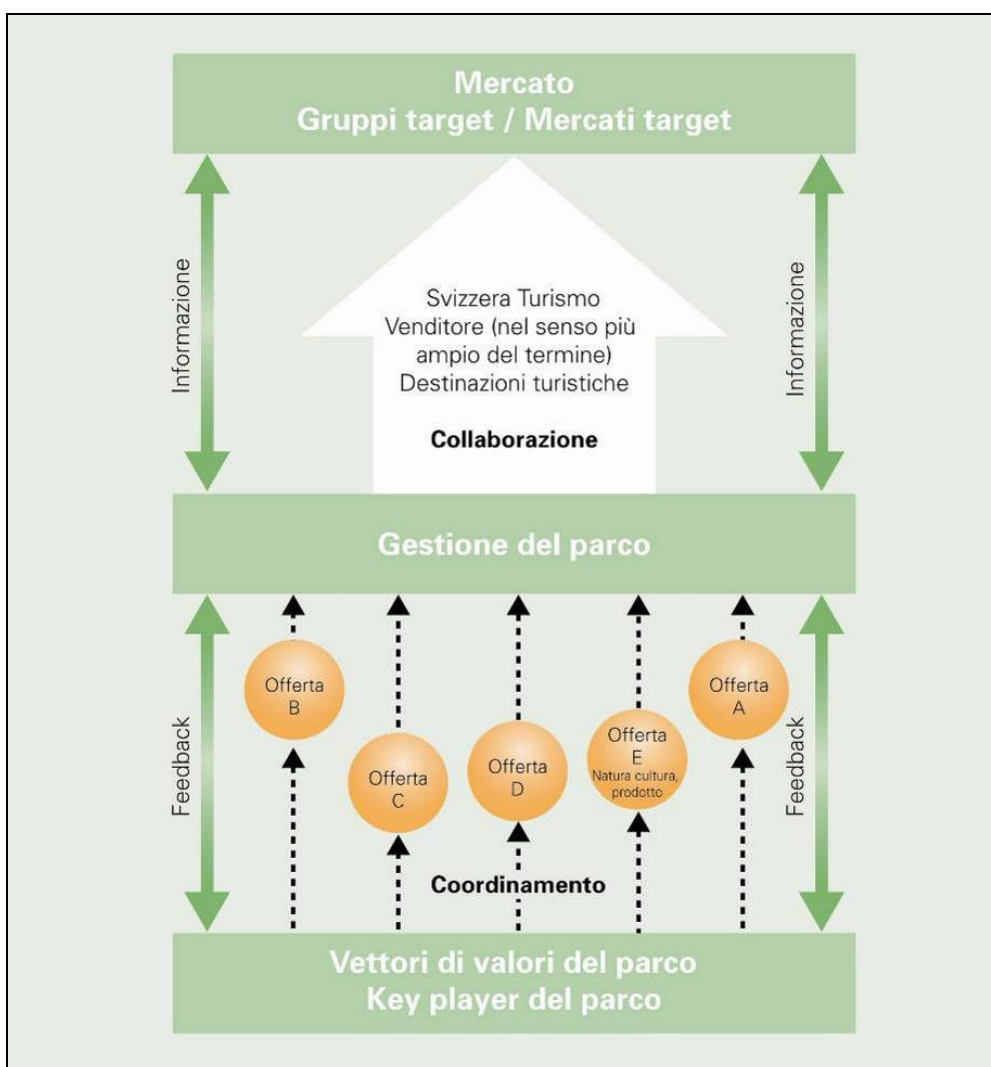 Mercato
Gruppi target / Mercati target
Informazione
Svizzera Turismo
Venditore (nel senso più
ampio del termine)
Destinazioni turistiche
Collaborazione
Informazione
Gestione del parco
Feedback
Offerta
B
Offerta
C
Offerta
D
Offerta
E
Natura cultura,
prodotto
Offerta
A
Feedback
Coordinamento
Vettori di valori del parco
Key player del parco